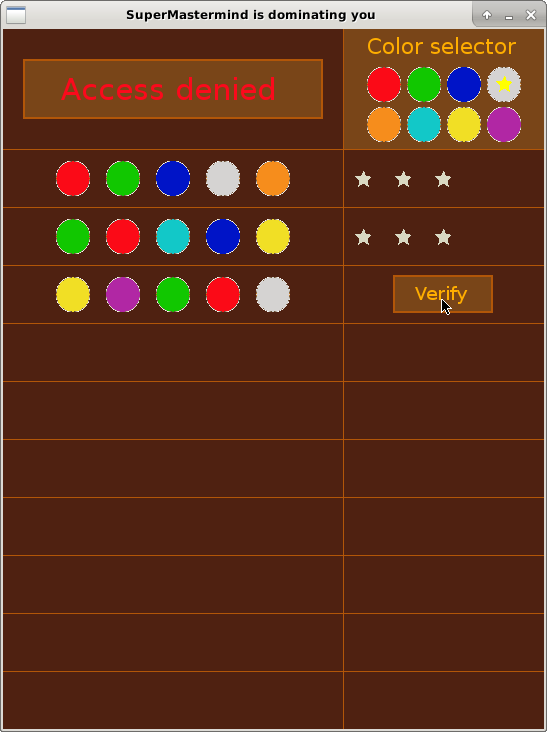 SuperMastermind is dominating you
Color selector
Access denied
Verify